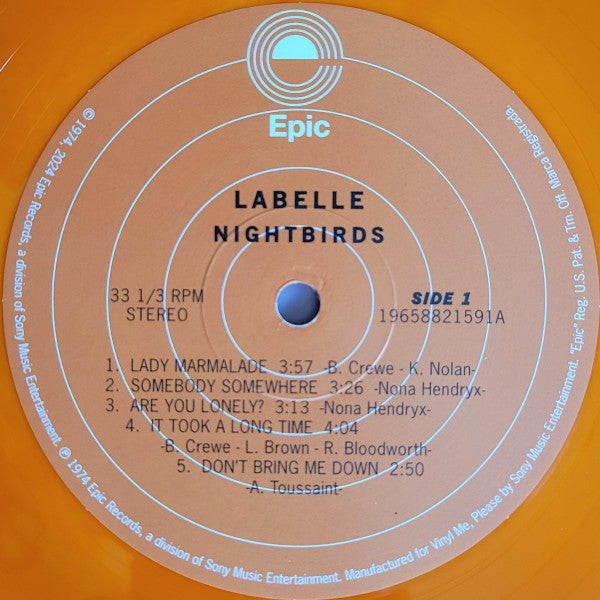 Epic
LABELLE
NIGHTBIRDS
33 1/3 RPM
STEREO
SIDE 1
19658821591A
1. LADY MARMALADE 3:57 -B. Crewe - K. Nolan-
2. SOMEBODY SOMEWHERE 3:26 -Nona Hendryx-
3. ARE YOU LONELY? 3:13 -Nona Hendryx-
4. IT TOOK A LONG TIME 4:04
-B. Crewe - L. Brown - R. Bloodworth-
5. DON'T BRING ME DOWN 2:50
-A. Toussaint-
© 1974, 2024 Epic Records, a division of Sony Music Entertainment. ℗ 1974 Epic Records, a division of Sony Music Entertainment. Manufactured for Vinyl Me, Please by Sony Music Entertainment. "Epic" Reg. U.S. Pat. & Tm. Off. Marca Registrada.